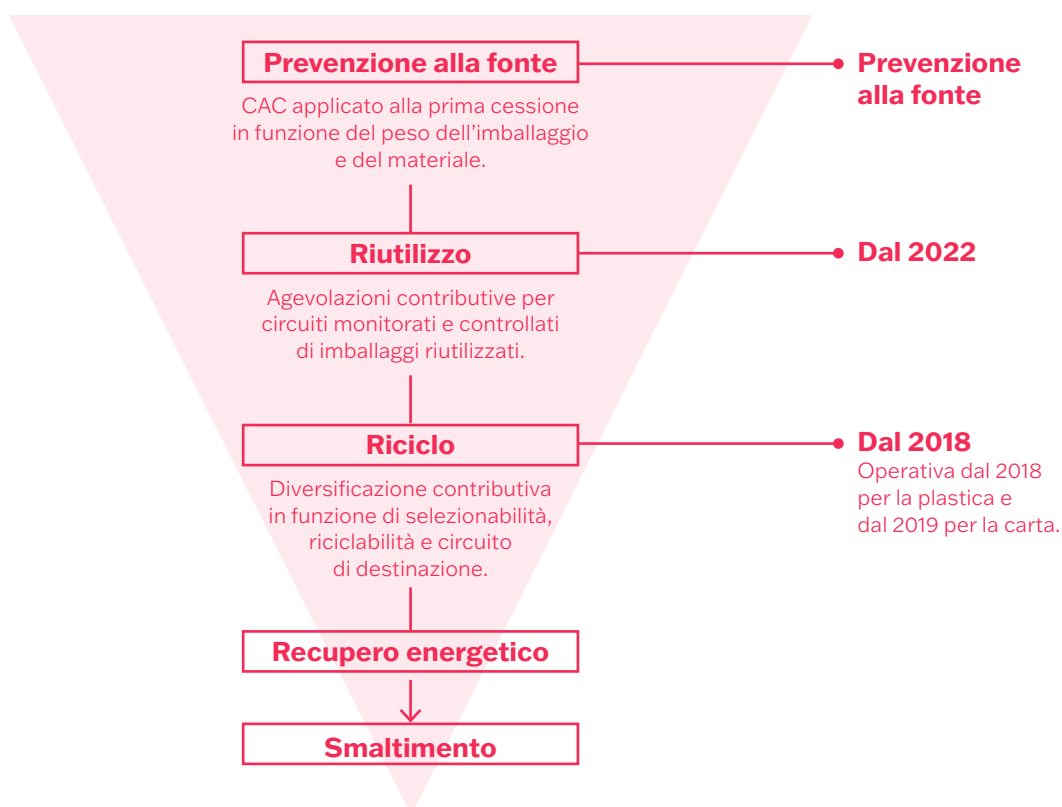 Prevenzione alla fonte
CAC applicato alla prima cessione
in funzione del peso dell’imballaggio
e del materiale.
Prevenzione
alla fonte
Riutilizzo
Agevolazioni contributive per
circuiti monitorati e controllati
di imballaggi riutilizzati.
Dal 2022
Riciclo
Diversificazione contributiva
in funzione di selezionabilità,
riciclabilità e circuito
di destinazione.
Dal 2018
Operativa dal 2018
per la plastica e
dal 2019 per la carta.
Recupero energetico
Smaltimento